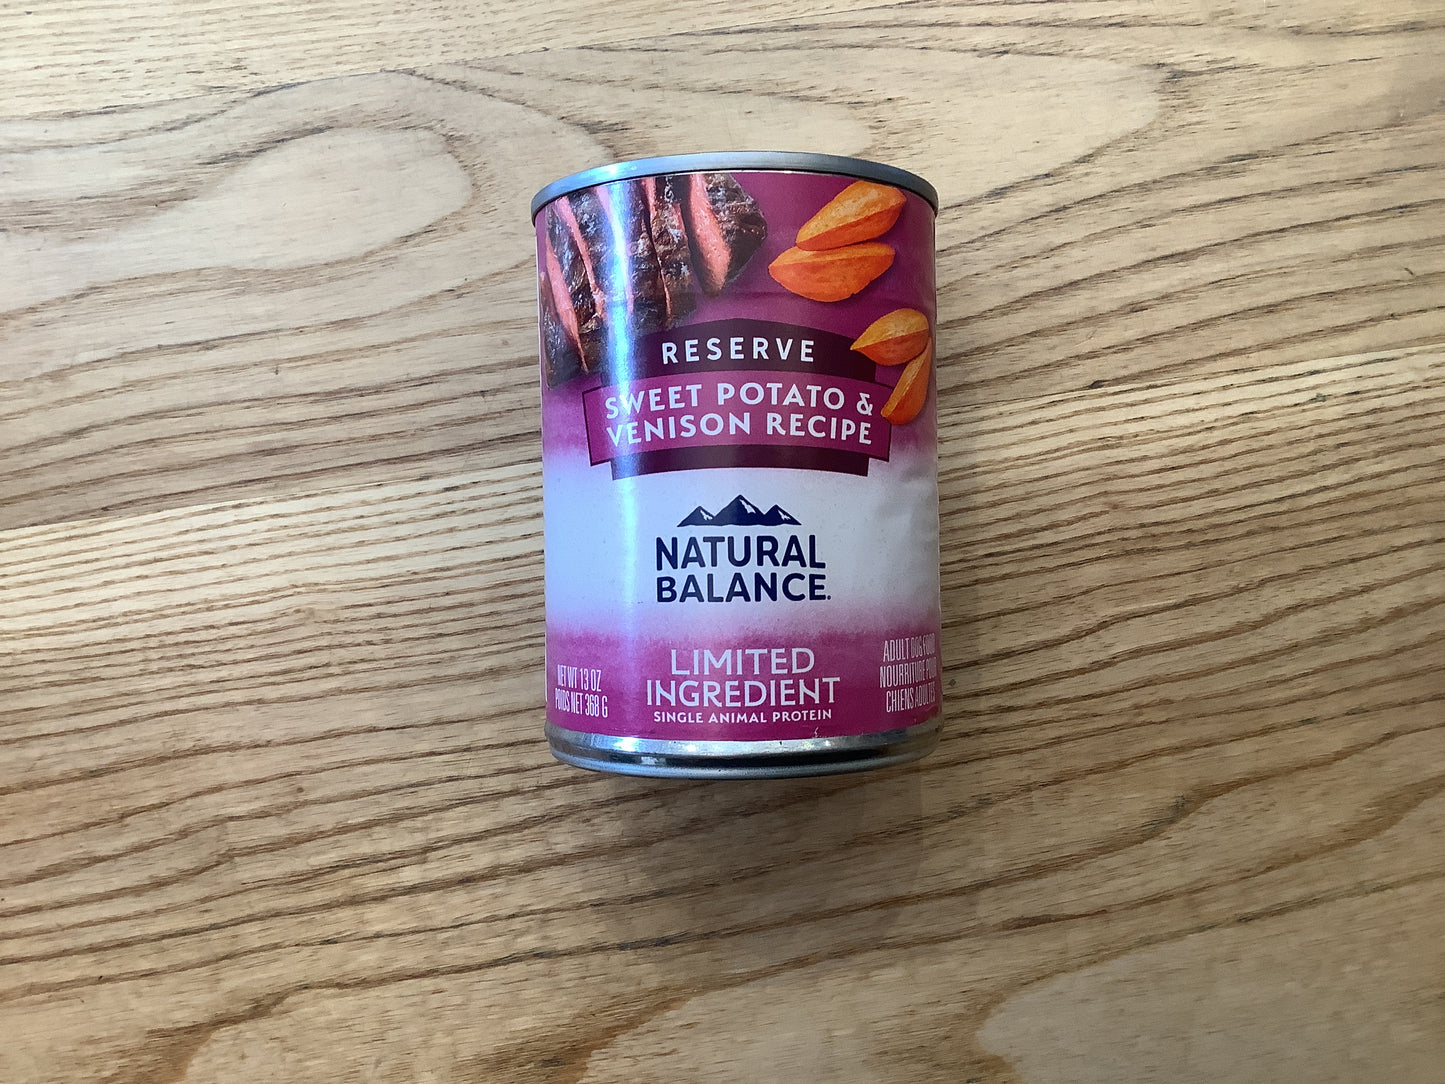 RESERVE
SWEET POTATO &
VENISON RECIPE
NATURAL
BALANCE.
LIMITED
INGREDIENT
SINGLE ANIMAL PROTEIN
NET WT 13 OZ
POIDS NET 368 G
ADULT DOG FOOD
NOURRITURE POUR
CHIENS ADULTES